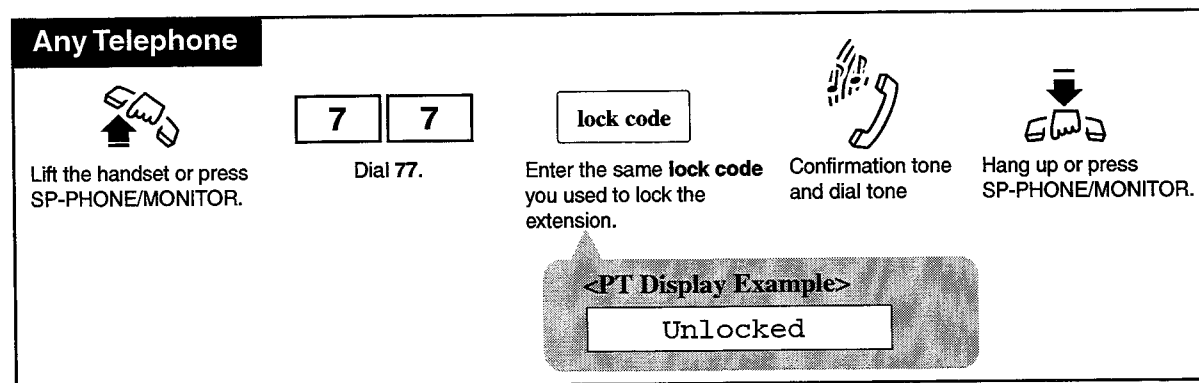 Any Telephone
7 7
lock code
Lift the handset or press
SP-PHONE/MONITOR.
Dial 77.
Enter the same lock code
you used to lock the
extension.
Confirmation tone
and dial tone
Hang up or press
SP-PHONE/MONITOR.
<PT Display Example>
Unlocked